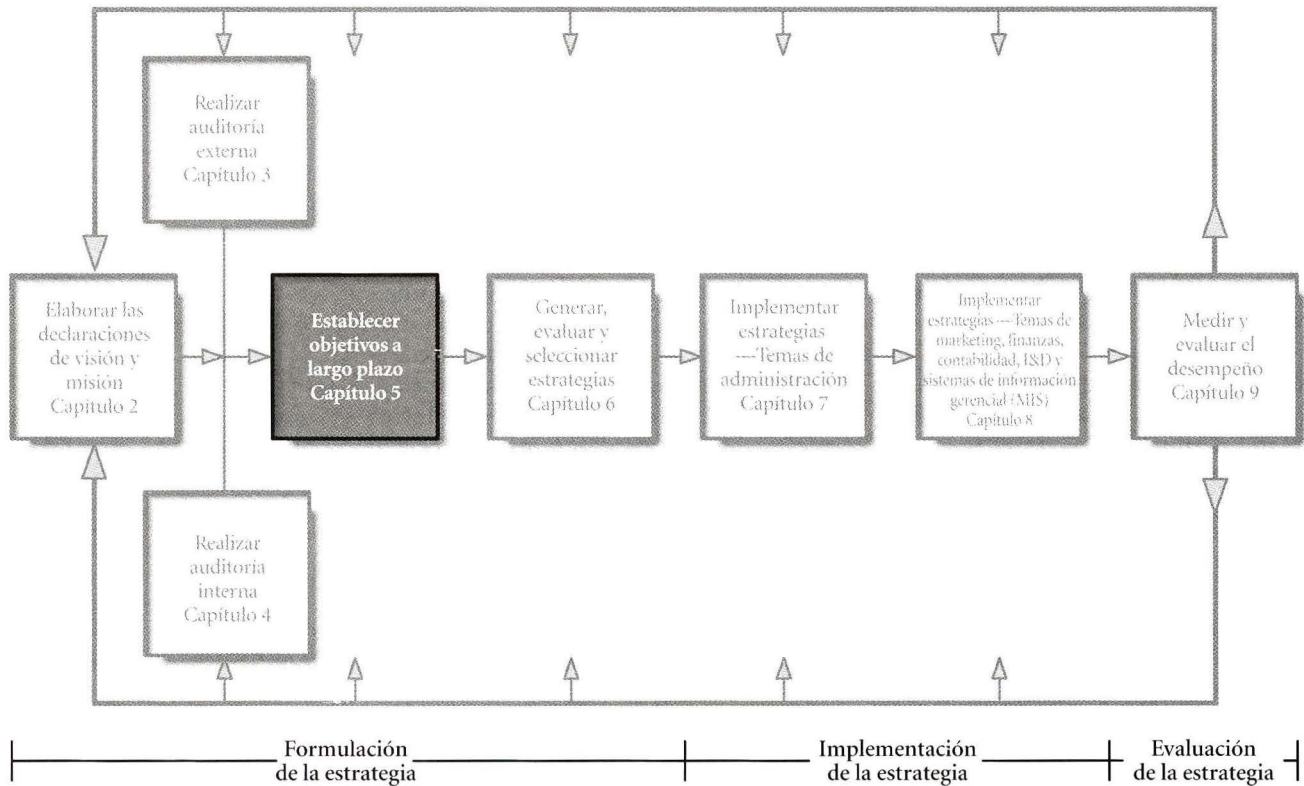 Realizar
auditoría
externa
Capítulo 3
Elaborar las
declaraciones
de visión y
misión
Capítulo 2
Establecer
objetivos a
largo plazo
Capítulo 5
Generar,
evaluar y
seleccionar
estrategias
Capítulo 6
Implementar
estrategias
—Temas de
administración
Capítulo 7
Implementar
estrategias —Temas de
marketing, finanzas,
contabilidad, I&D y
sistemas de información
gerencial (MIS)
Capítulo 8
Medir y
evaluar el
desempeño
Capítulo 9
Realizar
auditoría
interna
Capítulo 4
Formulación
de la estrategia
Implementación
de la estrategia
Evaluación
de la estrategia